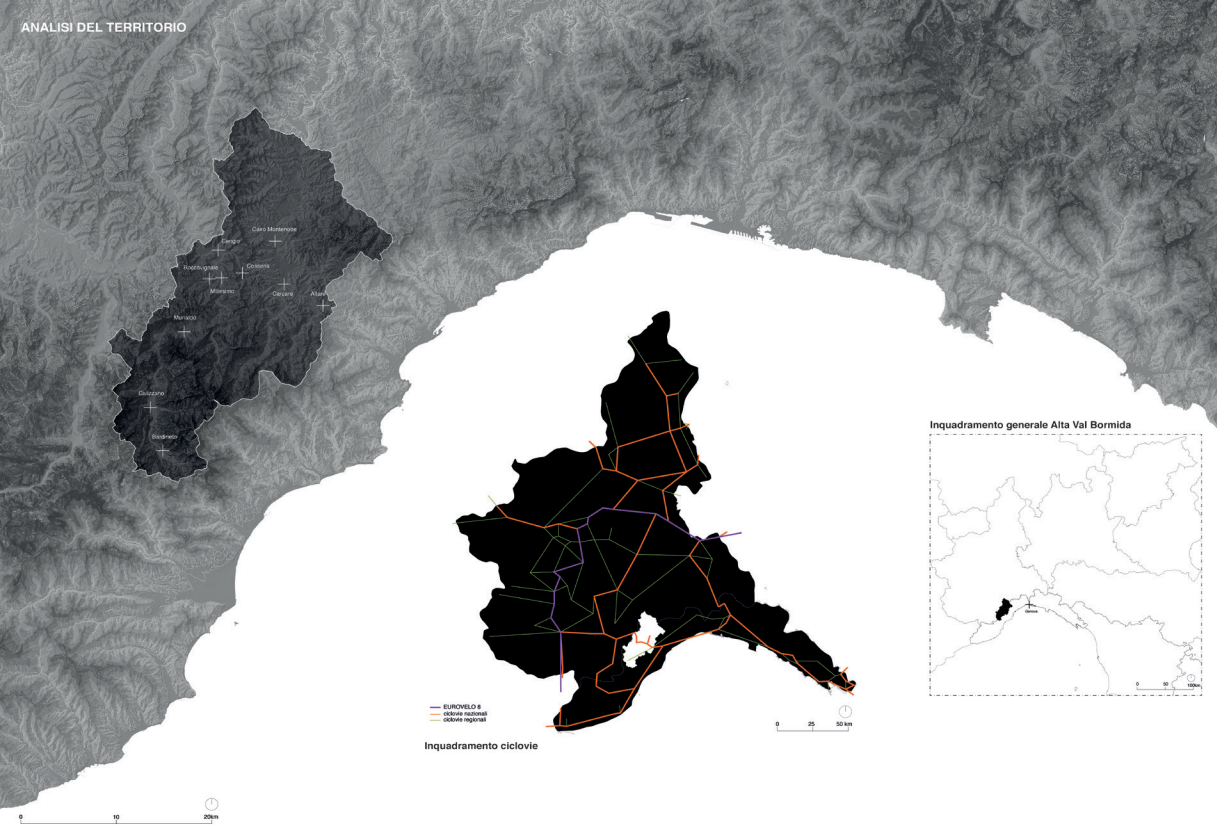 ANALISI DEL TERRITORIO
Cairo Montenotte
Cengio
Cosseria
Roccavignale
Millesimo
Carcare
Altare
Murialdo
Calizzano
Bardineto
Inquadramento generale Alta Val Bormida
Genova
0 50 100km
EUROVELO 8
ciclovie nazionali
ciclovie regionali
0 25 50 km
Inquadramento ciclovie
0 10 20km